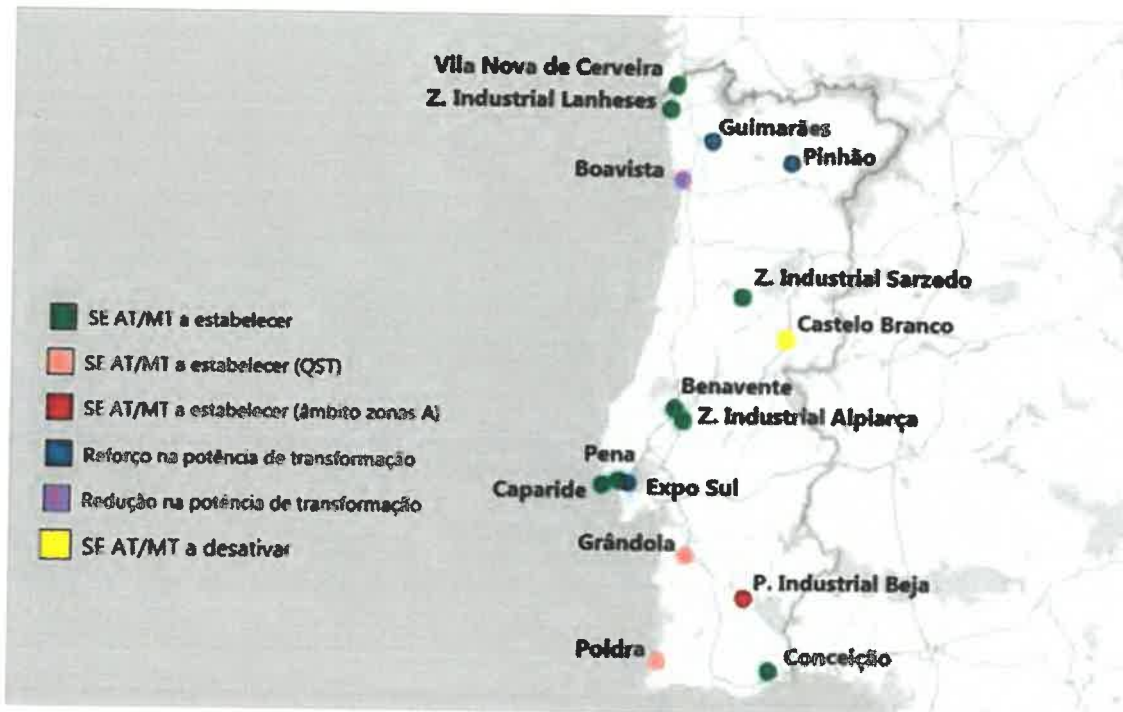 Vila Nova de Cerveira
Z. Industrial Lanheses
Guimarães
Pinhão
Boavista
Z. Industrial Sarzedo
Castelo Branco
Benavente
Z. Industrial Alpiarça
Pena
Caparide
Expo Sul
Grândola
P. Industrial Beja
Poldra
Conceição
SE AT/MT a estabelecer
SE AT/MT a estabelecer (QST)
SE AT/MT a estabelecer (âmbito zonas A)
Reforço na potência de transformação
Redução na potência de transformação
SE AT/MT a desativar